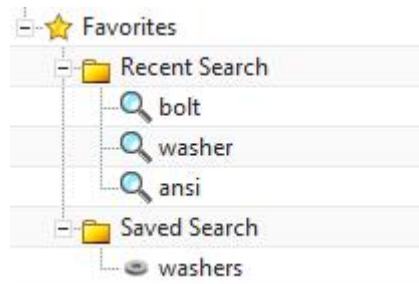 Favorites
Recent Search
bolt
washer
ansi
Saved Search
washers